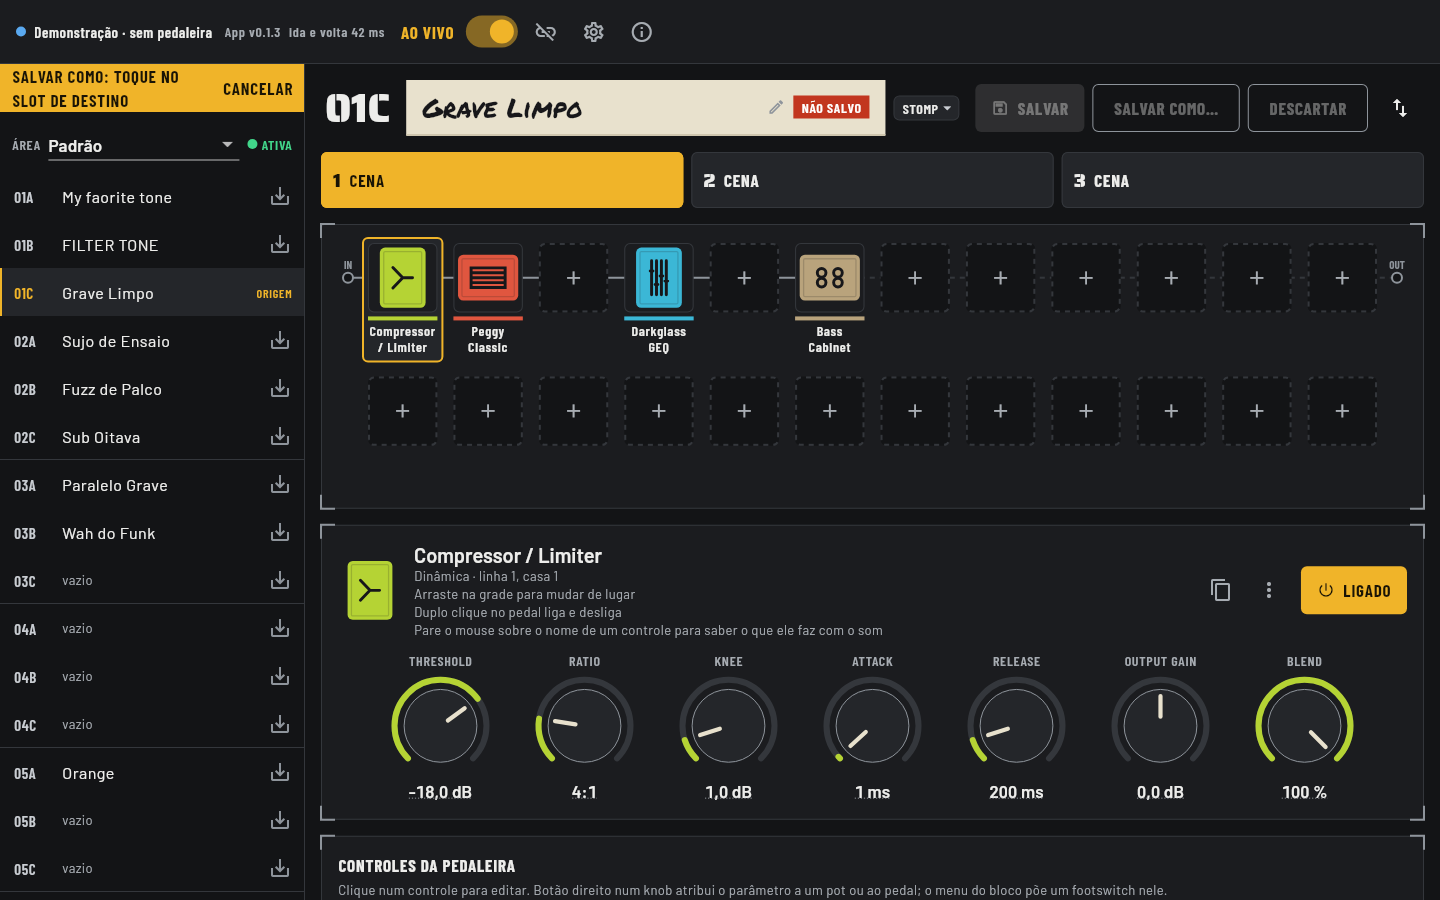 Demonstração · sem pedaleira App v0.1.3 Ida e volta 42 ms AO VIVO
SALVAR COMO: TOQUE NO
SLOT DE DESTINO
CANCELAR
01C
Grave Limpo
NÃO SALVO
STOMP
SALVAR
SALVAR COMO...
DESCARTAR
ÁREA Padrão ATIVA
1 CENA
2 CENA
3 CENA
01A My faorite tone
01B FILTER TONE
01C Grave Limpo ORIGEM
02A Sujo de Ensaio
02B Fuzz de Palco
02C Sub Oitava
03A Paralelo Grave
03B Wah do Funk
03C vazio
04A vazio
04B vazio
04C vazio
05A Orange
05B vazio
05C vazio
IN
OUT
Compressor
/ Limiter
Peggy
Classic
Darkglass
GEQ
88
Bass
Cabinet
Compressor / Limiter
Dinâmica · linha 1, casa 1
Arraste na grade para mudar de lugar
Duplo clique no pedal liga e desliga
Pare o mouse sobre o nome de um controle para saber o que ele faz com o som
LIGADO
THRESHOLD RATIO KNEE ATTACK RELEASE OUTPUT GAIN BLEND
-18,0 dB 4:1 1,0 dB 1 ms 200 ms 0,0 dB 100 %
CONTROLES DA PEDALEIRA
Clique num controle para editar. Botão direito num knob atribui o parâmetro a um pot ou ao pedal; o menu do bloco põe um footswitch nele.